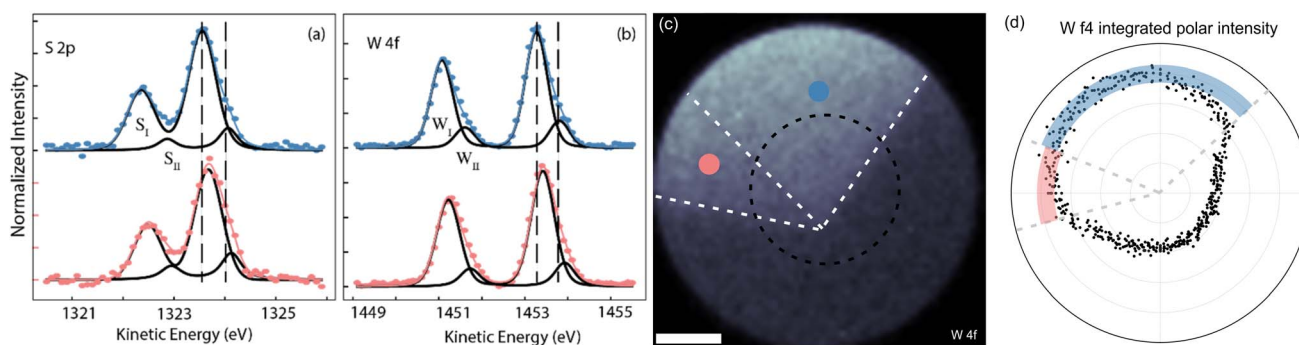 S 2p
(a)
S_I
S_II
1321 1323 1325
Kinetic Energy (eV)
Normalized Intensity
W 4f
(b)
W_I
W_II
1449 1451 1453 1455
Kinetic Energy (eV)
(c)
W 4f
(d)
W f4 integrated polar intensity